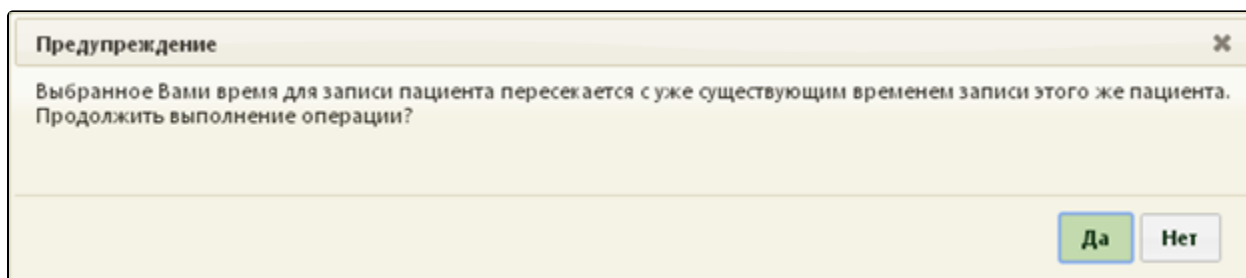 Предупреждение
Выбранное Вами время для записи пациента пересекается с уже существующим временем записи этого же пациента.
Продолжить выполнение операции?
Да Нет